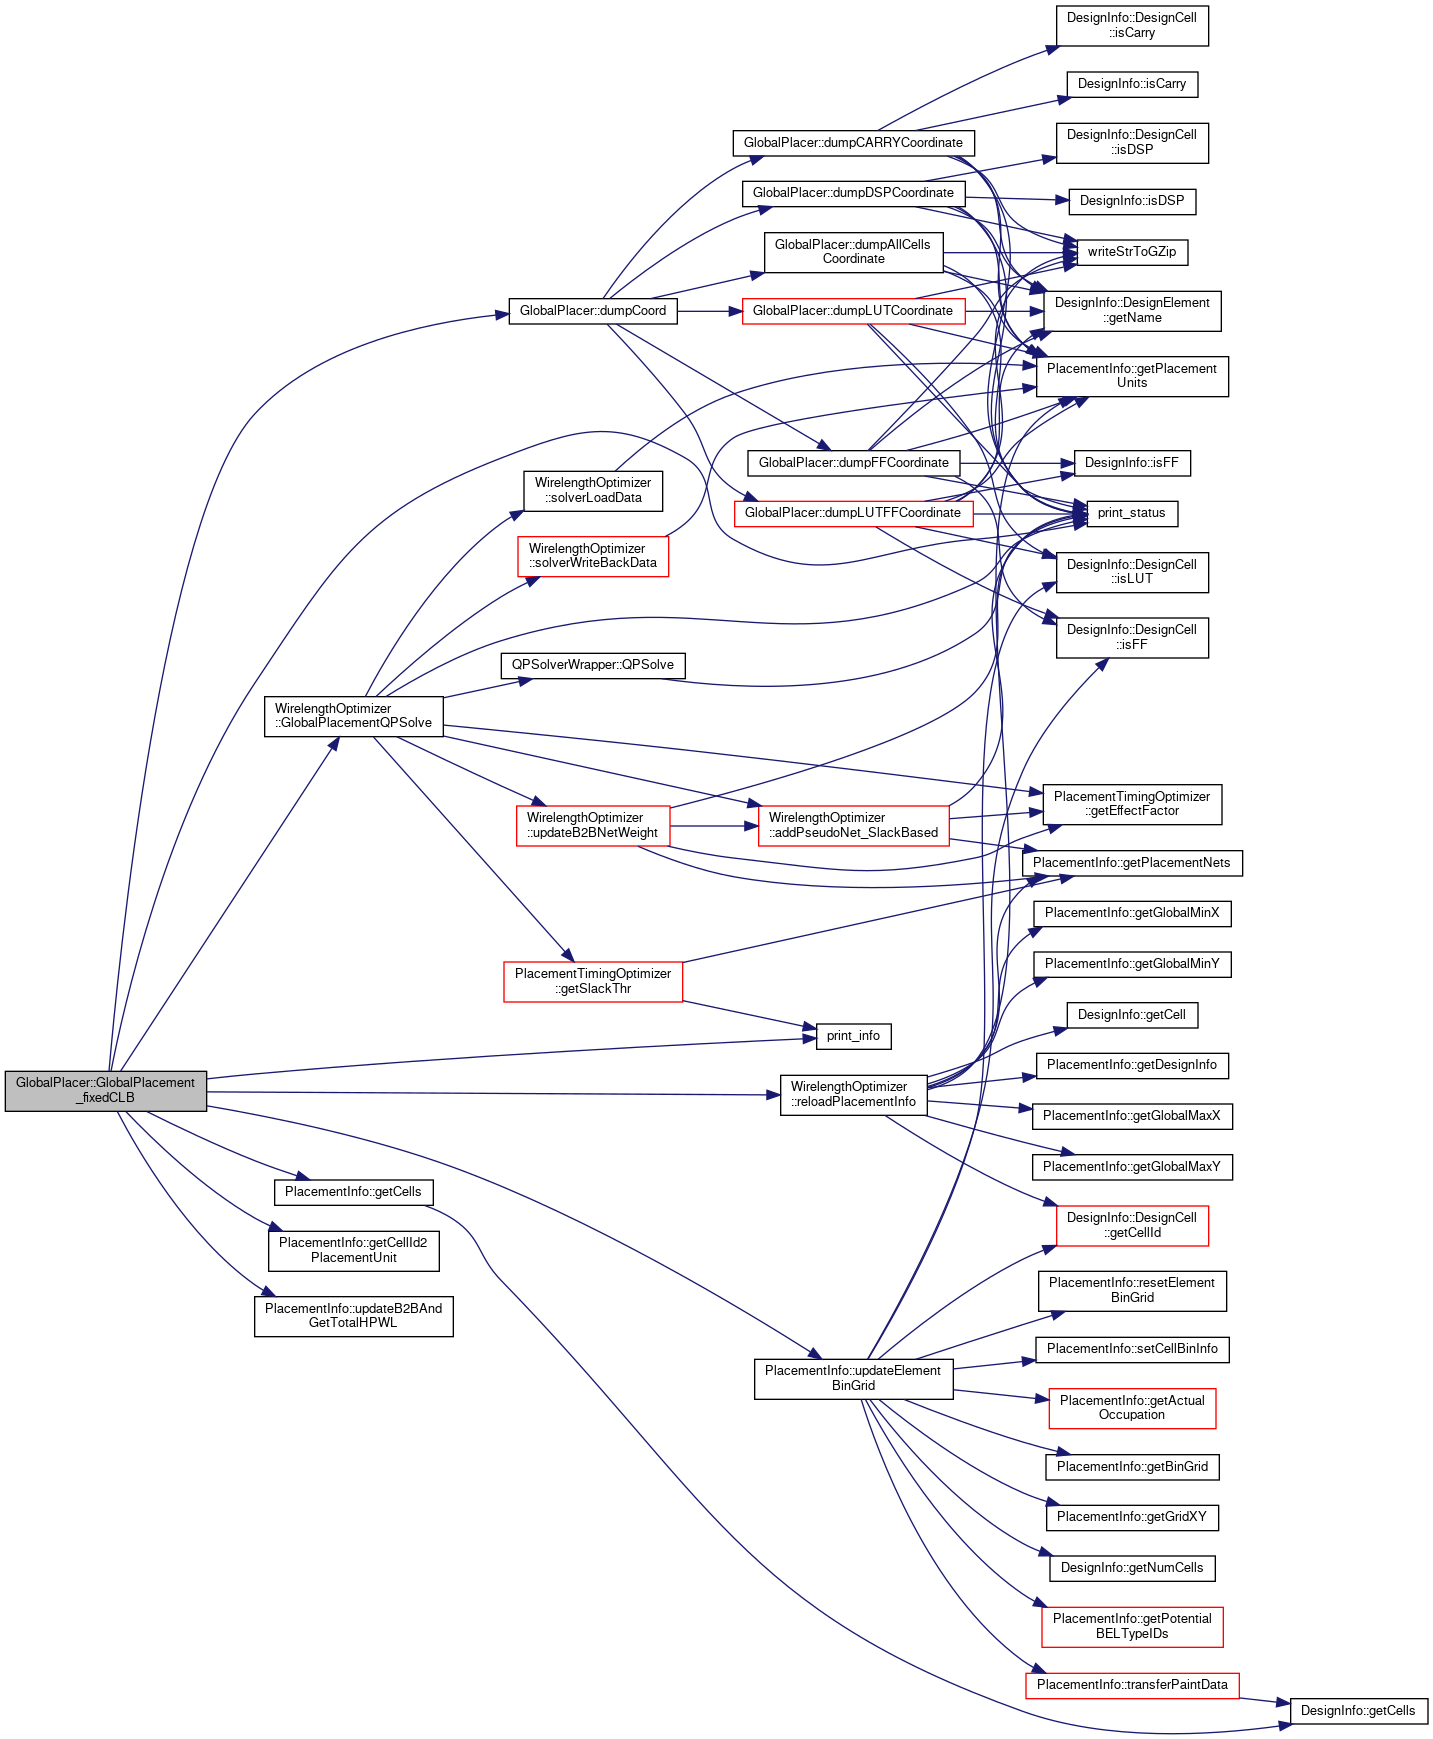 DesignInfo::DesignCell
::isCarry
DesignInfo::isCarry
GlobalPlacer::dumpCARRYCoordinate
DesignInfo::DesignCell
::isDSP
GlobalPlacer::dumpDSPCoordinate
DesignInfo::isDSP
GlobalPlacer::dumpAllCells
Coordinate
writeStrToGZip
GlobalPlacer::dumpCoord
GlobalPlacer::dumpLUTCoordinate
DesignInfo::DesignElement
::getName
PlacementInfo::getPlacement
Units
GlobalPlacer::dumpFFCoordinate
DesignInfo::isFF
WirelengthOptimizer
::solverLoadData
GlobalPlacer::dumpLUTFFCoordinate
print_status
WirelengthOptimizer
::solverWriteBackData
DesignInfo::DesignCell
::isLUT
DesignInfo::DesignCell
::isFF
QPSolverWrapper::QPSolve
WirelengthOptimizer
::GlobalPlacementQPSolve
PlacementTimingOptimizer
::getEffectFactor
WirelengthOptimizer
::updateB2BNetWeight
WirelengthOptimizer
::addPseudoNet_SlackBased
PlacementInfo::getPlacementNets
PlacementInfo::getGlobalMinX
PlacementInfo::getGlobalMinY
PlacementTimingOptimizer
::getSlackThr
DesignInfo::getCell
print_info
PlacementInfo::getDesignInfo
GlobalPlacer::GlobalPlacement
_fixedCLB
WirelengthOptimizer
::reloadPlacementInfo
PlacementInfo::getGlobalMaxX
PlacementInfo::getGlobalMaxY
PlacementInfo::getCells
DesignInfo::DesignCell
::getCellId
PlacementInfo::getCellId2
PlacementUnit
PlacementInfo::resetElement
BinGrid
PlacementInfo::updateB2BAnd
GetTotalHPWL
PlacementInfo::setCellBinInfo
PlacementInfo::updateElement
BinGrid
PlacementInfo::getActual
Occupation
PlacementInfo::getBinGrid
PlacementInfo::getGridXY
DesignInfo::getNumCells
PlacementInfo::getPotential
BELTypeIDs
PlacementInfo::transferPaintData
DesignInfo::getCells